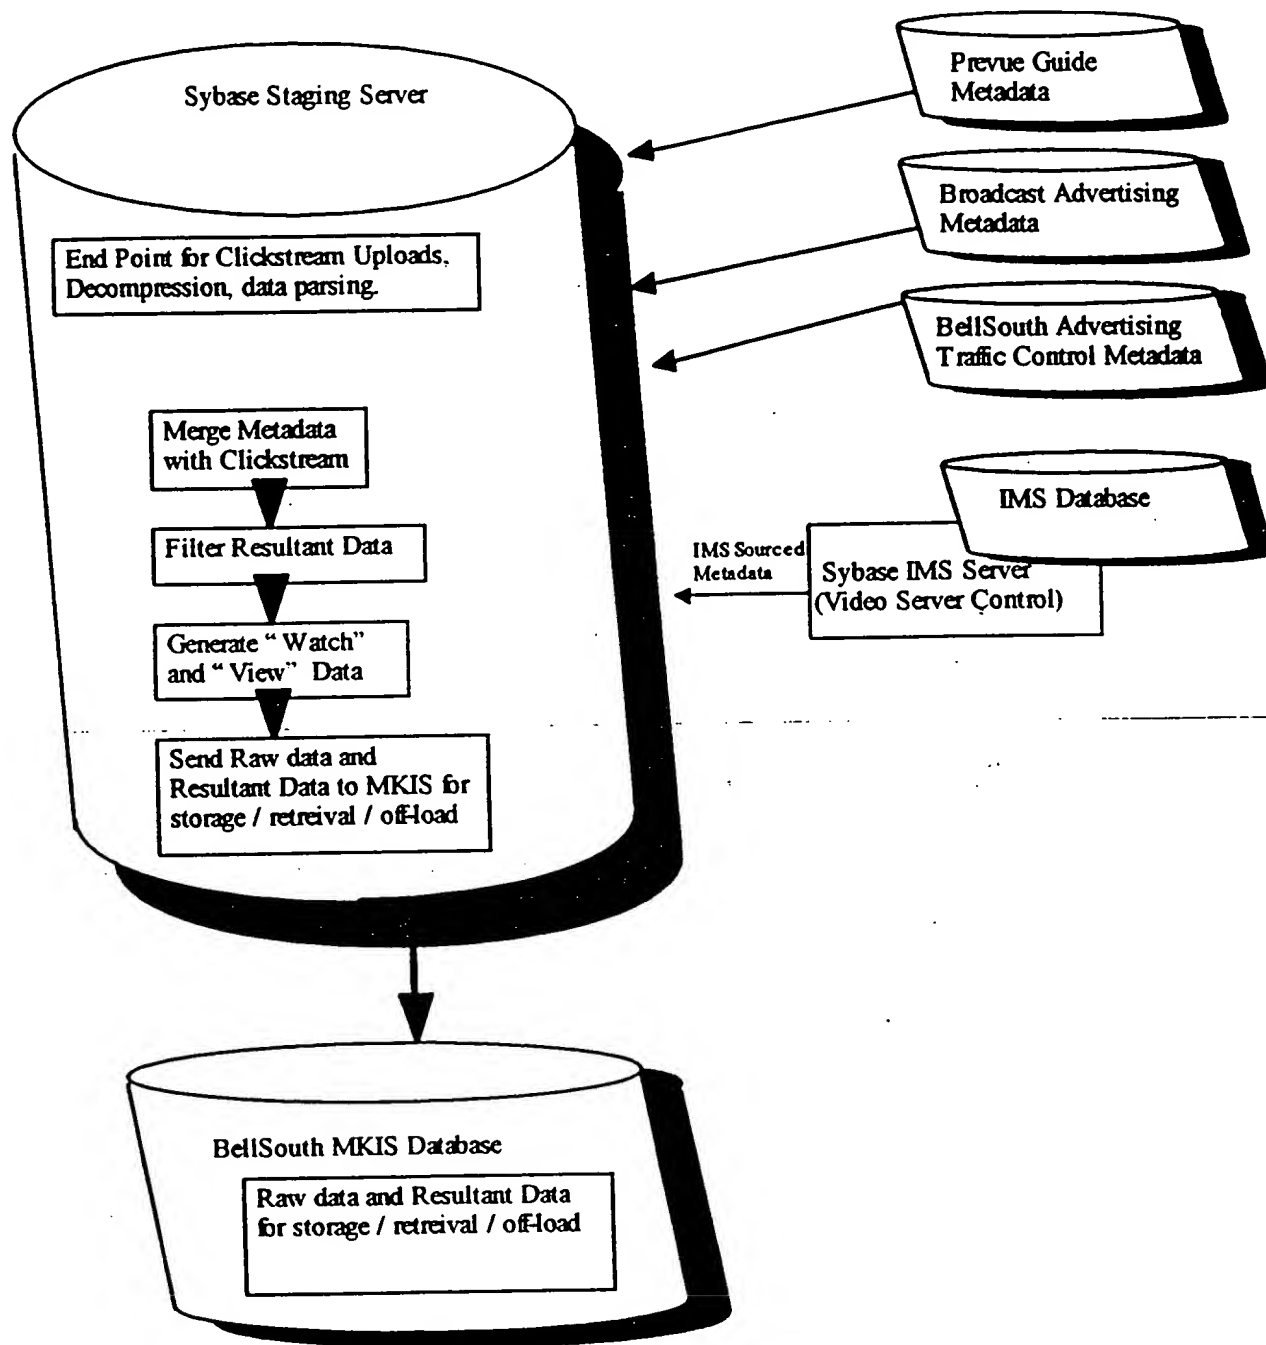 Sybase Staging Server
End Point for Clickstream Uploads,
Decompression, data parsing.
Merge Metadata
with Clickstream
Filter Resultant Data
Generate “ Watch”
and “ View” Data
Send Raw data and
Resultant Data to MKIS for
storage / retreival / off-load
Prevue Guide
Metadata
Broadcast Advertising
Metadata
BellSouth Advertising
Traffic Control Metadata
IMS Database
IMS Sourced
Metadata
Sybase IMS Server
(Video Server Control)
BellSouth MKIS Database
Raw data and Resultant Data
for storage / retreival / off-load